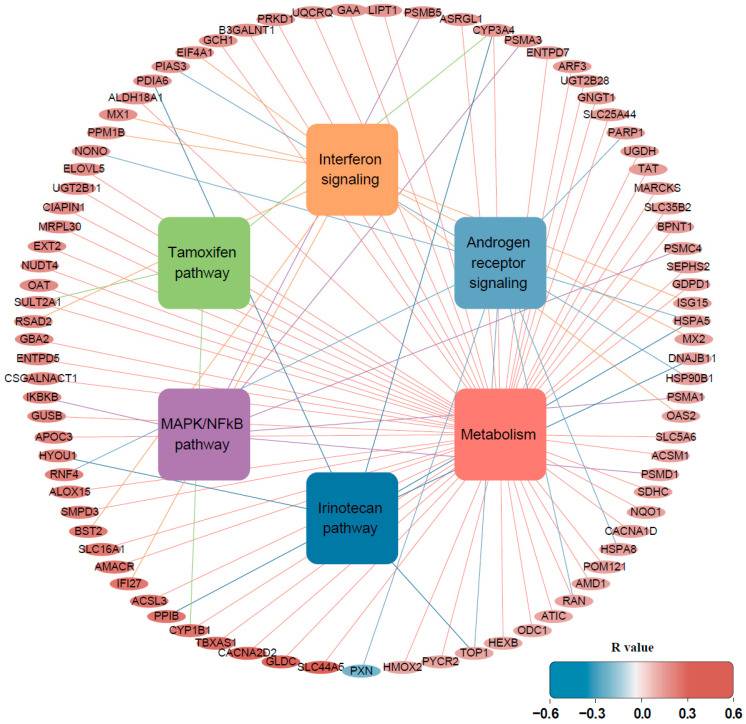 GAA
LIPT1
PSMB5
ASRGL1
CYP3A4
PSMA3
ENTPD7
ARF3
UGT2B28
GNGT1
SLC25A44
PARP1
UGDH
TAT
MARCKS
SLC35B2
BPNT1
PSMC4
SEPHS2
GDPD1
ISG15
HSPA5
MX2
DNAJB11
HSP90B1
PSMA1
OAS2
SLC5A6
ACSM1
PSMD1
SDHC
NQO1
CACNA1D
HSPA8
POM121
AMD1
RAN
ATIC
ODC1
HEXB
TOP1
PYCR2
HMOX2
PXN
SLC44A5
GLDC
CACNA2D2
TBXAS1
CYP1B1
PPIB
ACSL3
IFI27
AMACR
SLC16A1
BST2
SMPD3
ALOX15
RNF4
HYOU1
APOC3
GUSB
IKBKB
CSGALNACT1
ENTPD5
GBA2
RSAD2
SULT2A1
OAT
NUDT4
EXT2
MRPL30
CIAPIN1
UGT2B11
ELOVL5
NONO
PPM1B
MX1
ALDH18A1
PDIA6
PIAS3
EIF4A1
GCH1
B3GALNT1
PRKD1
UQCRQ
Interferon
signaling
Tamoxifen
pathway
Androgen
receptor
signaling
MAPK/NFkB
pathway
Metabolism
Irinotecan
pathway
R value
−0.6 −0.3 0.0 0.3 0.6